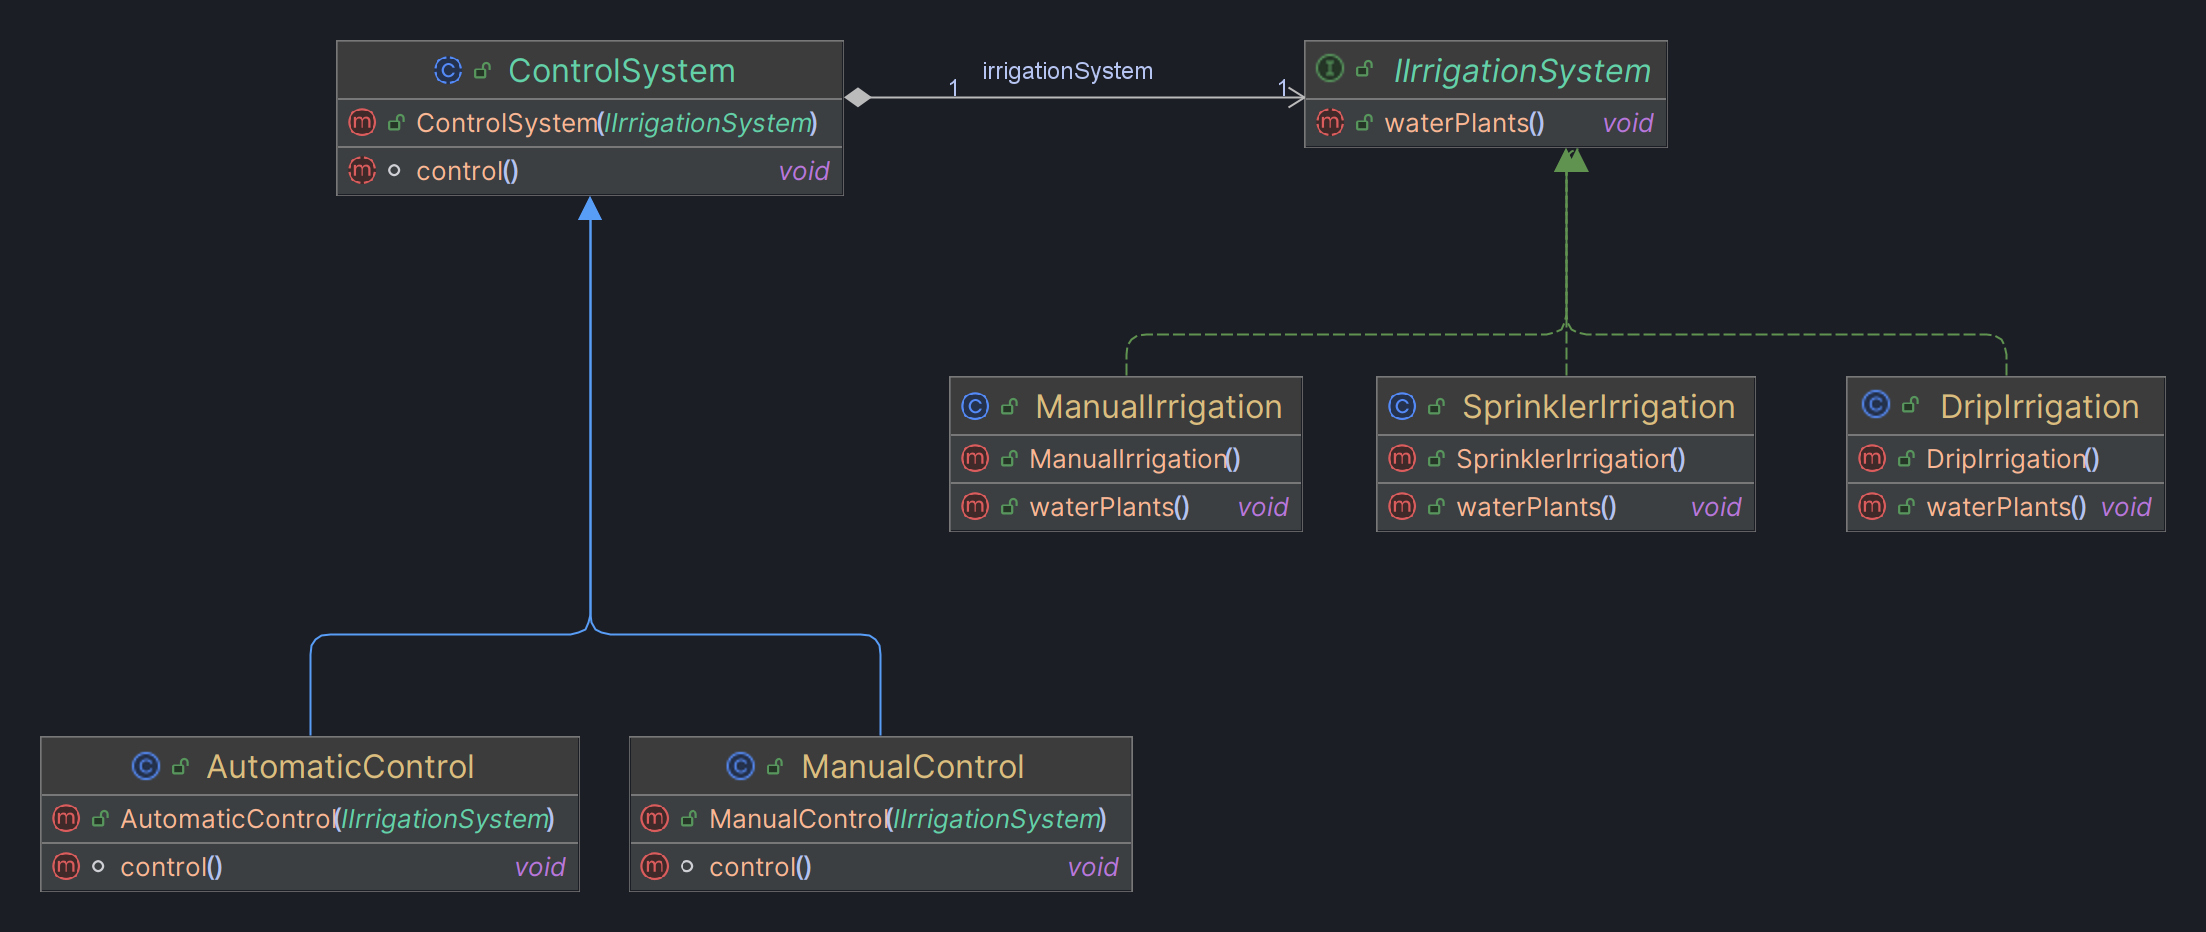 ControlSystem
ControlSystem(IIrrigationSystem)
control() void
1 irrigationSystem 1
IIrrigationSystem
waterPlants() void
ManualIrrigation
ManualIrrigation()
waterPlants() void
SprinklerIrrigation
SprinklerIrrigation()
waterPlants() void
DripIrrigation
DripIrrigation()
waterPlants() void
AutomaticControl
AutomaticControl(IIrrigationSystem)
control() void
ManualControl
ManualControl(IIrrigationSystem)
control() void